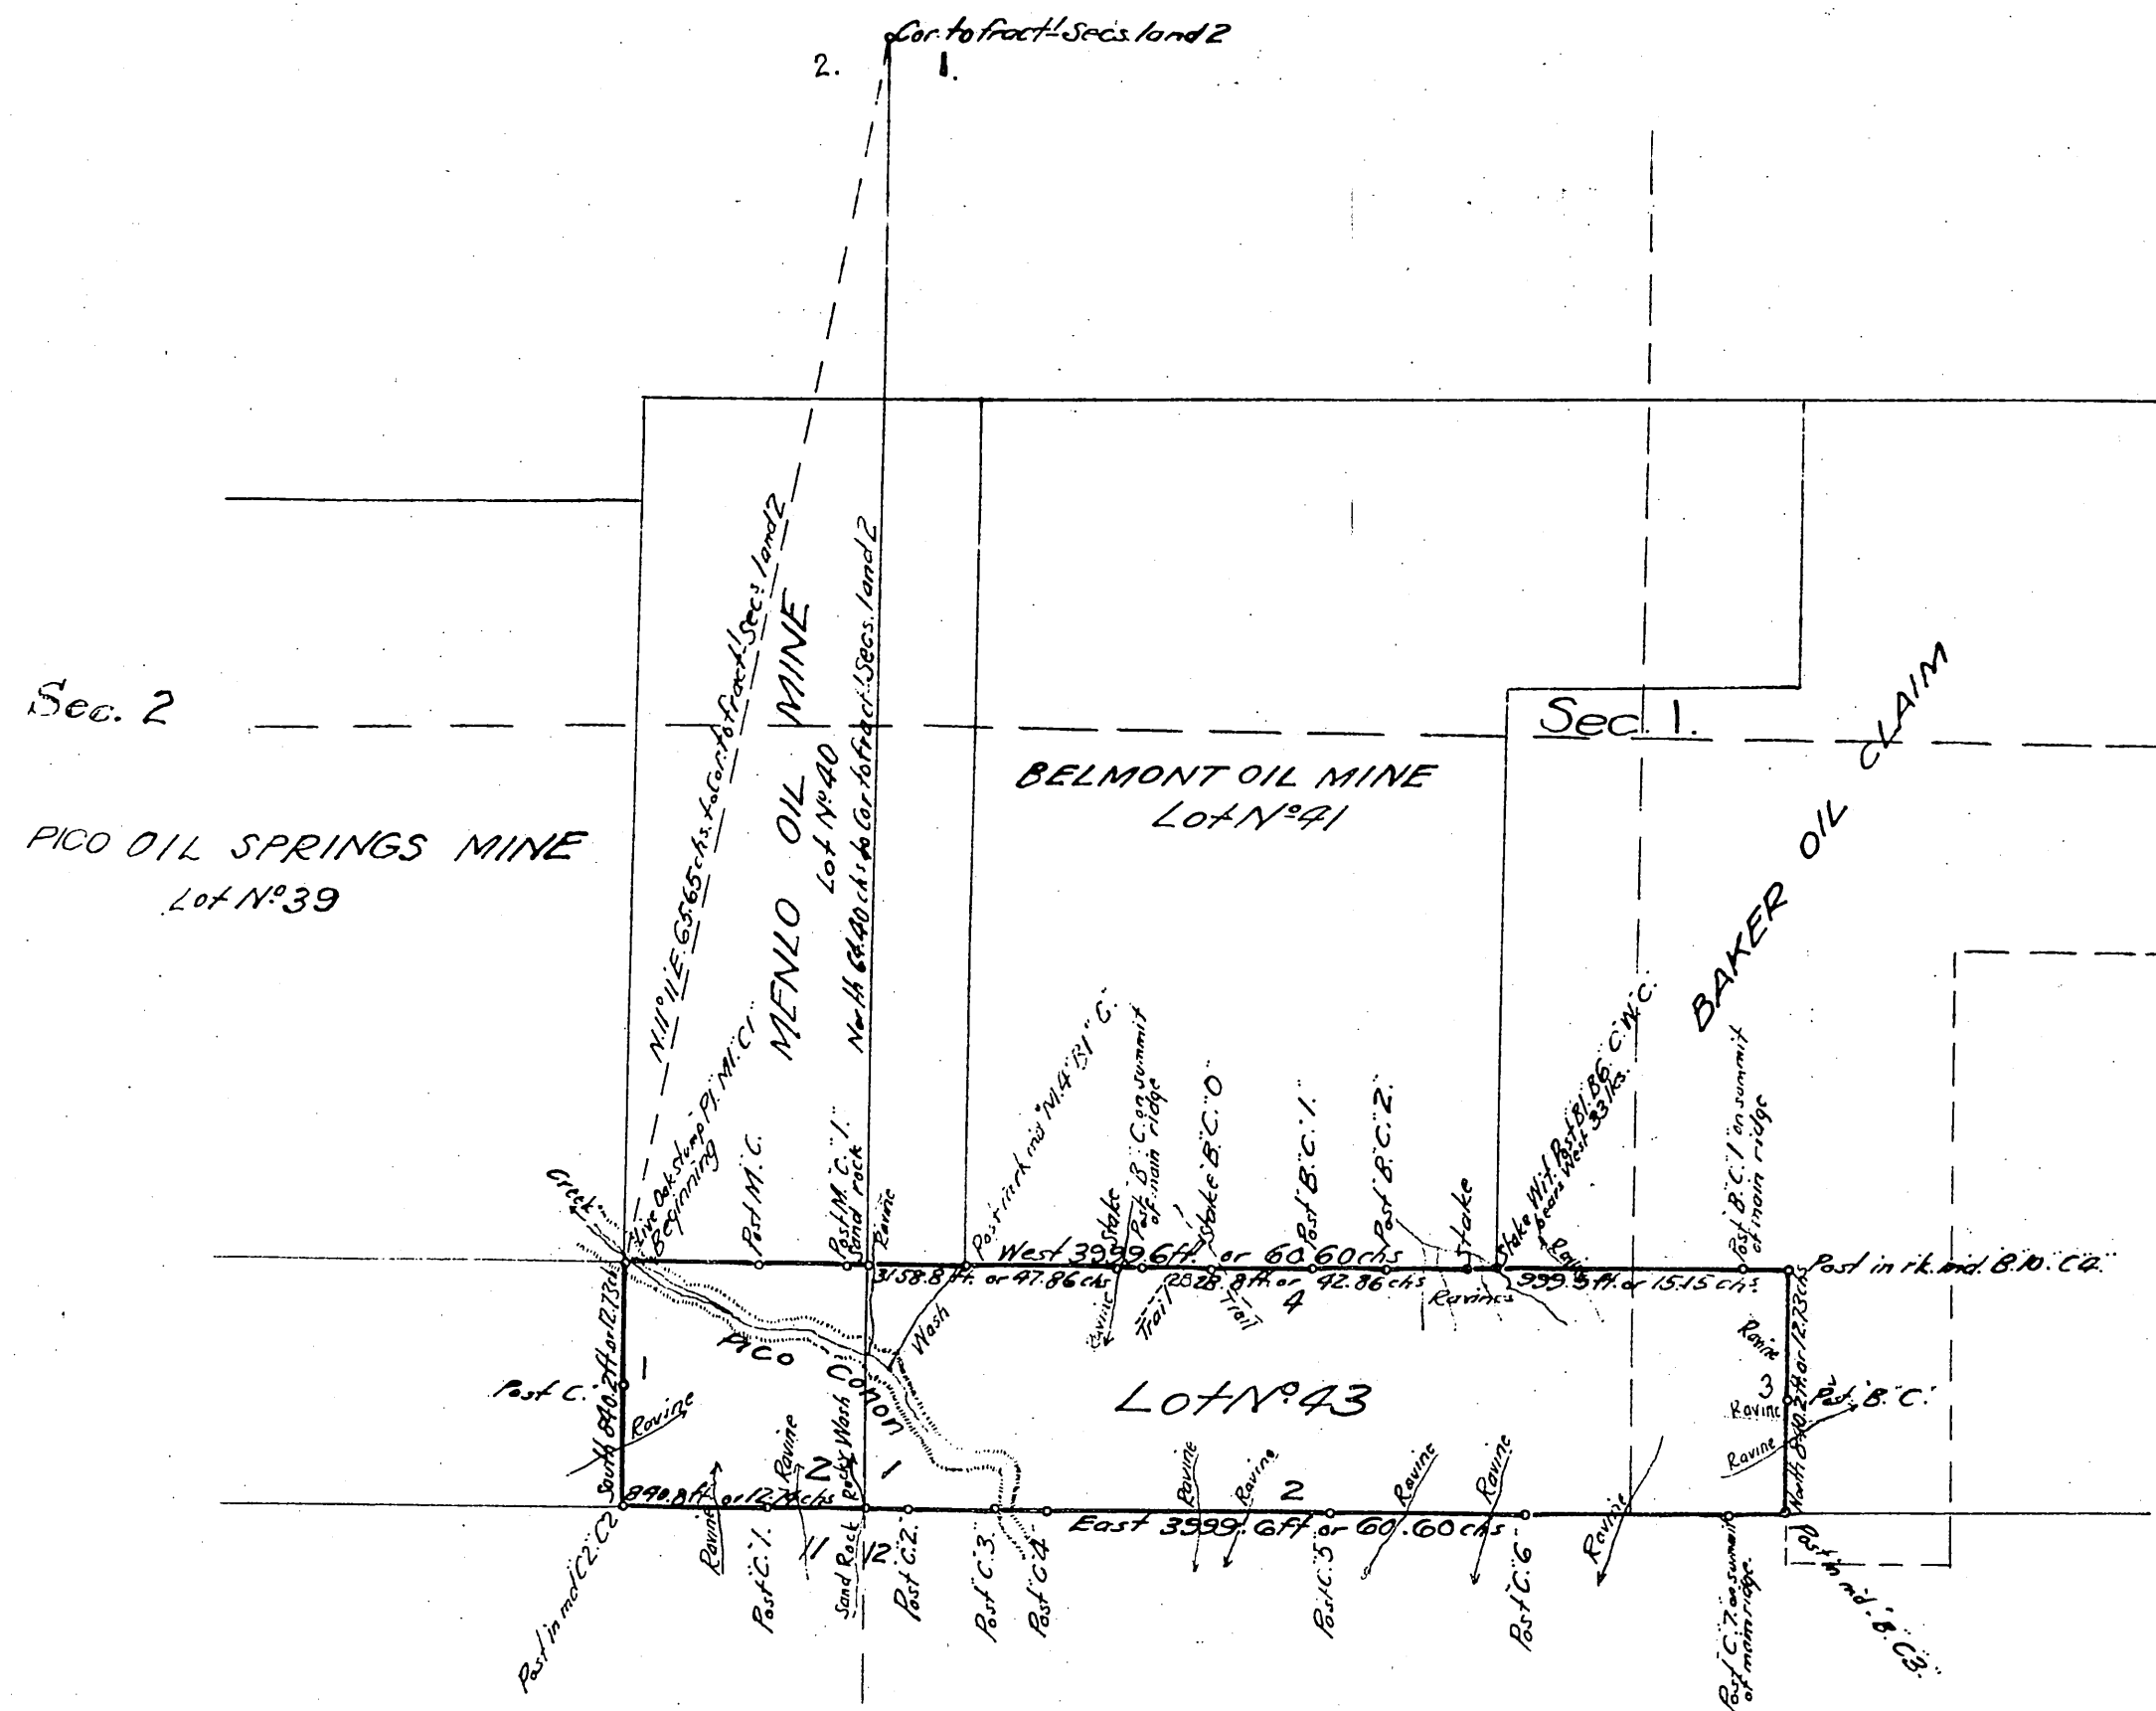 Cor. to fract'l Secs. 1 and 2
2. 1.
N. 11° 11' E. 65.65 chs. to Cor. to fract'l Secs. 1 and 2
North 64.40 chs to Cor to fract'l Secs. 1 and 2
MENLO OIL MINE
Lot No. 40
Sec. 2
Sec. 1.
BELMONT OIL MINE
Lot No. 41
PICO OIL SPRINGS MINE
Lot No. 39
BAKER OIL CLAIM
Creek
Live Oak stump "P.1." "M.1." "C.1."
Beginning
Post "M." "C."
Post "M." "C." 1.
Sand rock
Ravine
Post in rk md "M.4" "B1" "C."
Stake
Post "B" "C" on summit
of main ridge
Stake "B." "C." 0
Post "B." "C." 1.
Post "B." "C." 2.
Stake
Stake Wit. Post "B1." "B6." "C." W.C.
bears West 33 lks.
Ravine
Post "B." "C." 1 on summit
of main ridge
West 3999.6 ft. or 60.60 chs
Post in rk. md. B.10. C4.
3158.8 ft. or 47.86 chs
2828.8 ft. or 42.86 chs
999.9 ft. or 15.15 chs.
Ravine
Trail
Trail
4
Ravines
Wash
Pico Canon
South 840.2 ft or 12.73 chs
1
Post C.
Ravine
Lot No. 43
Ravine
3
Post "B." "C."
Ravine
Ravine
North 840.2 ft. or 12.73 chs
Ravine
2 1
Rocky Wash
Ravine
Ravine
2
Ravine
Ravine
840.8 ft. or 12.74 chs
East 3999.6 ft or 60.60 chs
Ravine
Ravine
Post in md "C2." C2
Post "C." 1.
11 12
Sand Rock
Post "C." 2.
Post "C." 3.
Post "C." 4
Post "C." 5
Post "C." 6
Post "C." 7. on summit
of main ridge.
Post in md. "B." "C3."